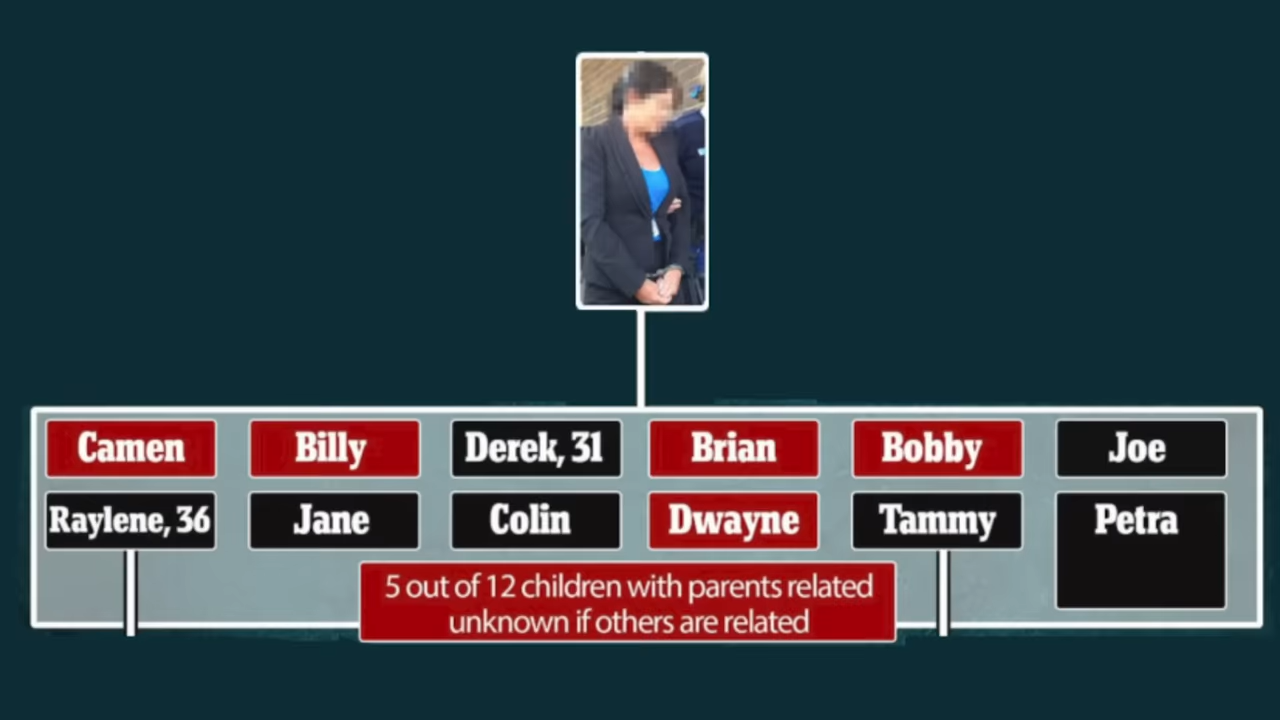 Camen
Billy
Derek, 31
Brian
Bobby
Joe
Raylene, 36
Jane
Colin
Dwayne
Tammy
Petra
5 out of 12 children with parents related
unknown if others are related